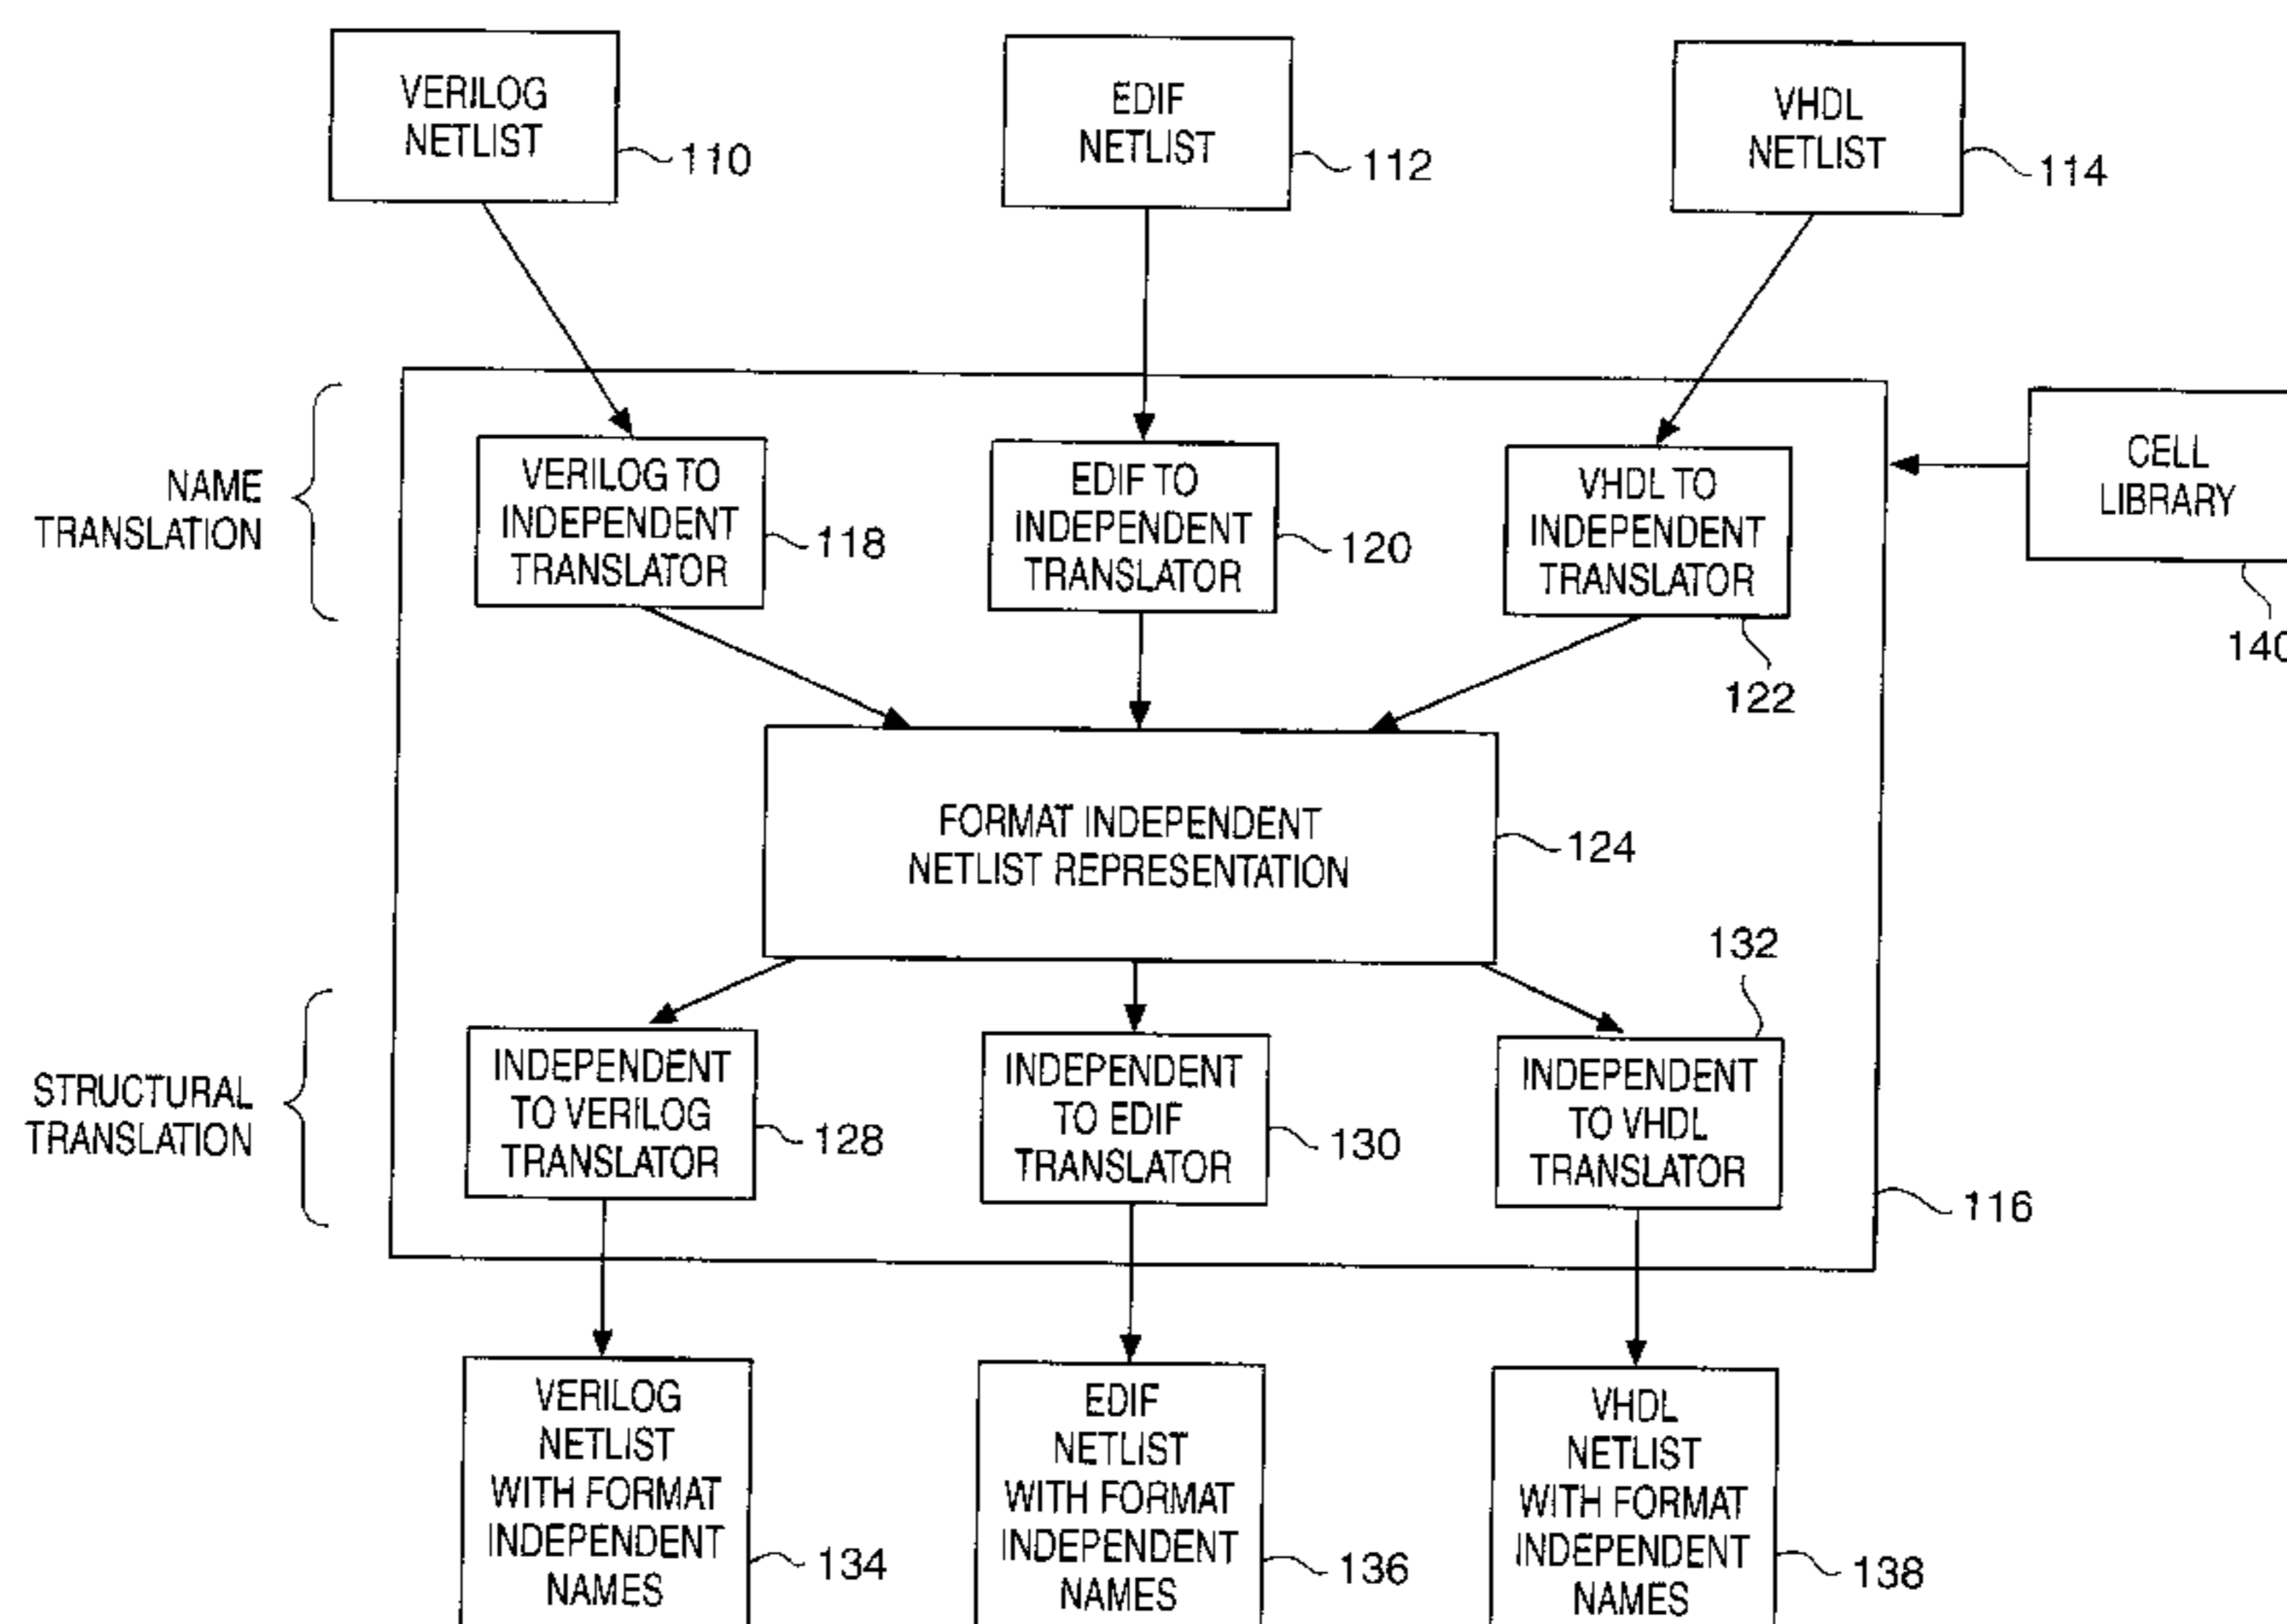 VERILOG
NETLIST
110
EDIF
NETLIST
112
VHDL
NETLIST
114
NAME
TRANSLATION
VERILOG TO
INDEPENDENT
TRANSLATOR
118
EDIF TO
INDEPENDENT
TRANSLATOR
120
VHDL TO
INDEPENDENT
TRANSLATOR
122
CELL
LIBRARY
140
FORMAT INDEPENDENT
NETLIST REPRESENTATION
124
132
STRUCTURAL
TRANSLATION
INDEPENDENT
TO VERILOG
TRANSLATOR
128
INDEPENDENT
TO EDIF
TRANSLATOR
130
INDEPENDENT
TO VHDL
TRANSLATOR
116
VERILOG
NETLIST
WITH FORMAT
INDEPENDENT
NAMES
134
EDIF
NETLIST
WITH FORMAT
INDEPENDENT
NAMES
136
VHDL
NETLIST
WITH FORMAT
INDEPENDENT
NAMES
138